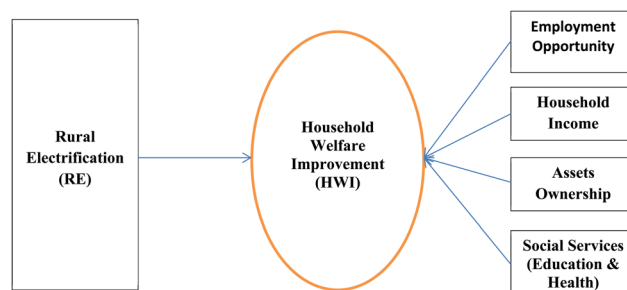 Rural
Electrification
(RE)
Household
Welfare
Improvement
(HWI)
Employment
Opportunity
Household
Income
Assets
Ownership
Social Services
(Education &
Health)